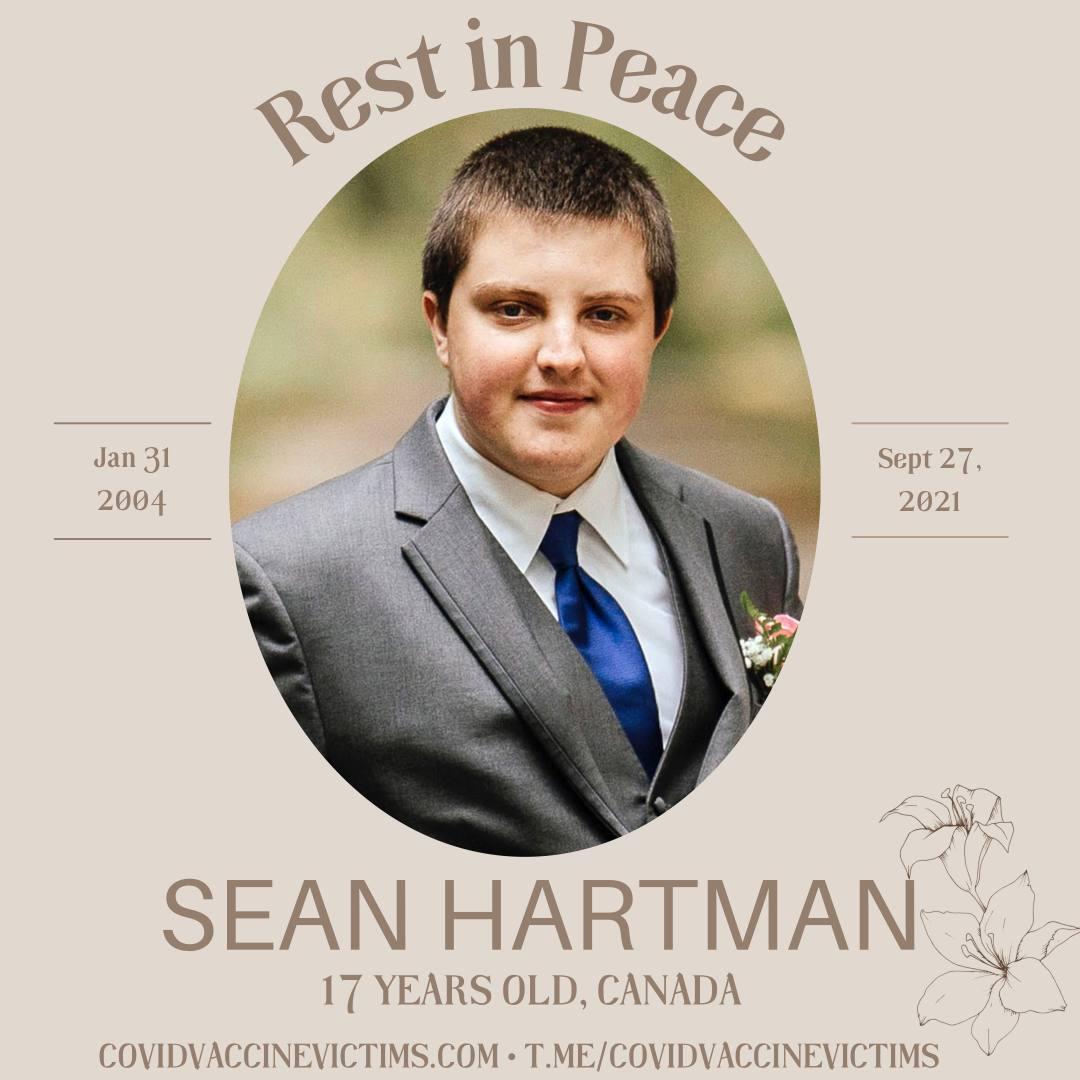 Rest in Peace
Jan 31
2004
Sept 27,
2021
SEAN HARTMAN
17 YEARS OLD, CANADA
COVIDVACCINEVICTIMS.COM • T.ME/COVIDVACCINEVICTIMS